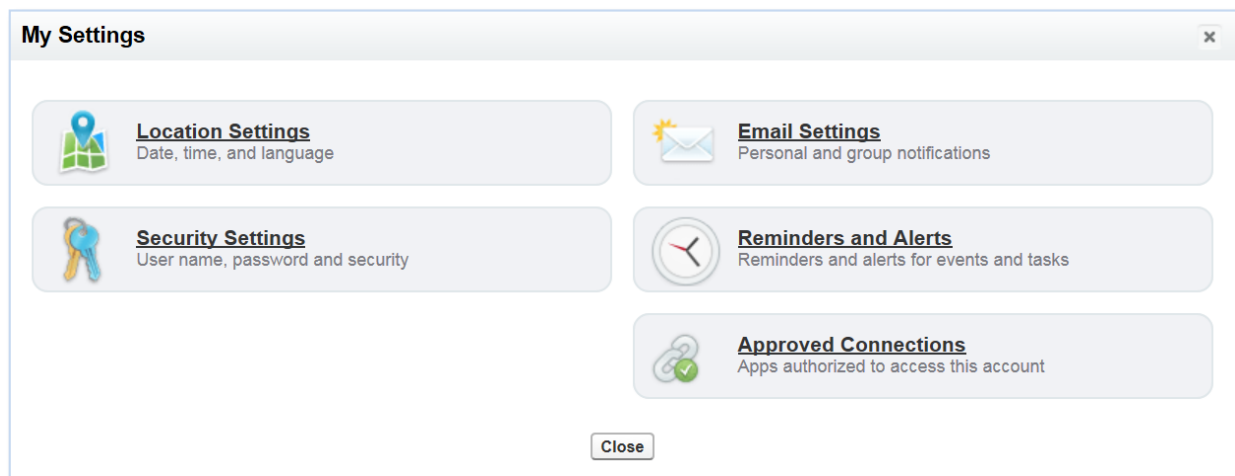 My Settings
Location Settings
Date, time, and language
Email Settings
Personal and group notifications
Security Settings
User name, password and security
Reminders and Alerts
Reminders and alerts for events and tasks
Approved Connections
Apps authorized to access this account
Close